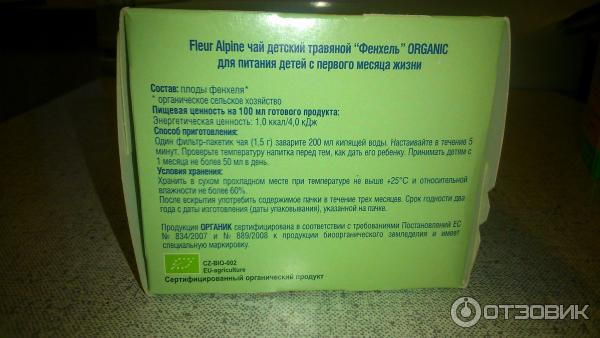 Fleur Alpine чай детский травяной "Фенхель" ORGANIC
для питания детей с первого месяца жизни
Состав: плоды фенхеля*
* органическое сельское хозяйство
Пищевая ценность на 100 мл готового продукта:
Энергетическая ценность: 1.0 ккал/4,0 кДж
Способ приготовления:
Один фильтр-пакетик чая (1,5 г) заварите 200 мл кипящей воды. Настаивайте в течение 5
минут. Проверьте температуру напитка перед тем, как дать его ребенку. Принимать детям с
1 месяца не более 50 мл в день.
Условия хранения:
Хранить в сухом прохладном месте при температуре не выше +25°C и относительной
влажности не более 60%.
После вскрытия употребить содержимое пачки в течение трех месяцев. Срок годности два
года с даты изготовления (даты упаковывания), указанной на пачке.
Продукция ОРГАНИК сертифицирована в соответствии с требованиями Постановлений ЕС
№ 834/2007 и № 889/2008 к продукции биоорганического земледелия и имеет
специальную маркировку.
CZ-BIO-002
EU-agriculture
Сертифицированный органический продукт
ОТЗОВИК